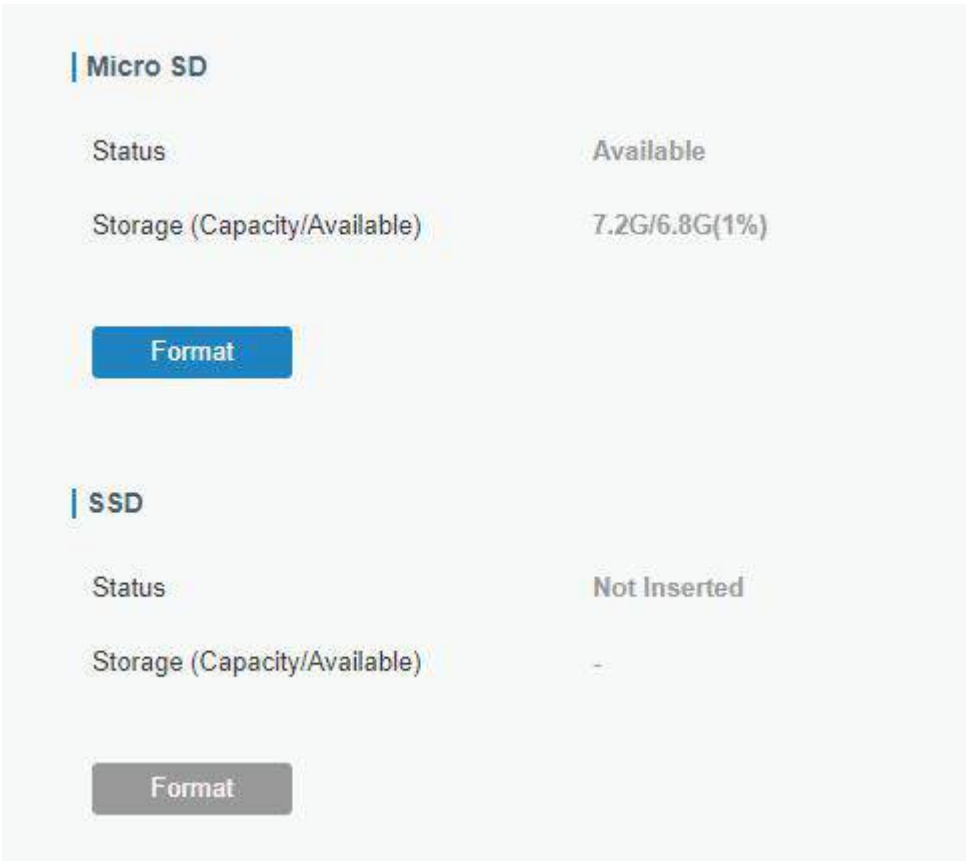 Micro SD
Status Available
Storage (Capacity/Available) 7.2G/6.8G(1%)
Format
SSD
Status Not Inserted
Storage (Capacity/Available) -
Format